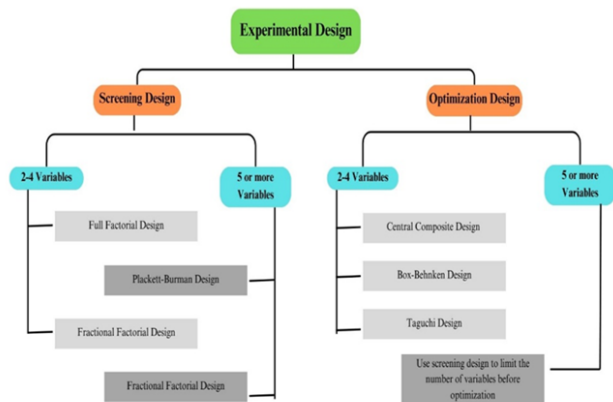 Experimental Design
Screening Design
Optimization Design
2-4 Variables
5 or more
Variables
2-4 Variables
5 or more
Variables
Full Factorial Design
Central Composite Design
Plackett-Burman Design
Box-Behnken Design
Fractional Factorial Design
Taguchi Design
Fractional Factorial Design
Use screening design to limit the
number of variables before
optimization